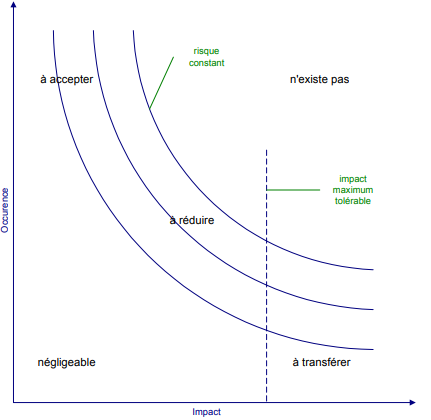 risque
constant
à accepter
n'existe pas
impact
maximum
tolérable
Occurence
à réduire
négligeable
à transférer
Impact